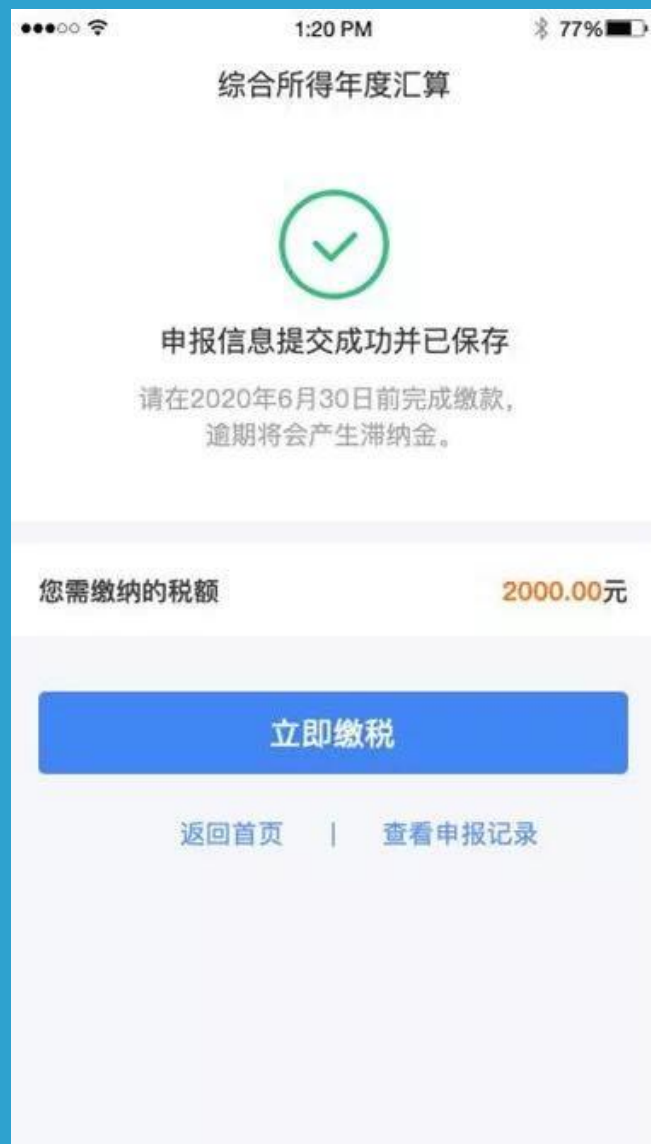 1:20 PM
77%
综合所得年度汇算
申报信息提交成功并已保存
请在2020年6月30日前完成缴款，
逾期将会产生滞纳金。
您需缴纳的税额 2000.00元
立即缴税
返回首页 | 查看申报记录